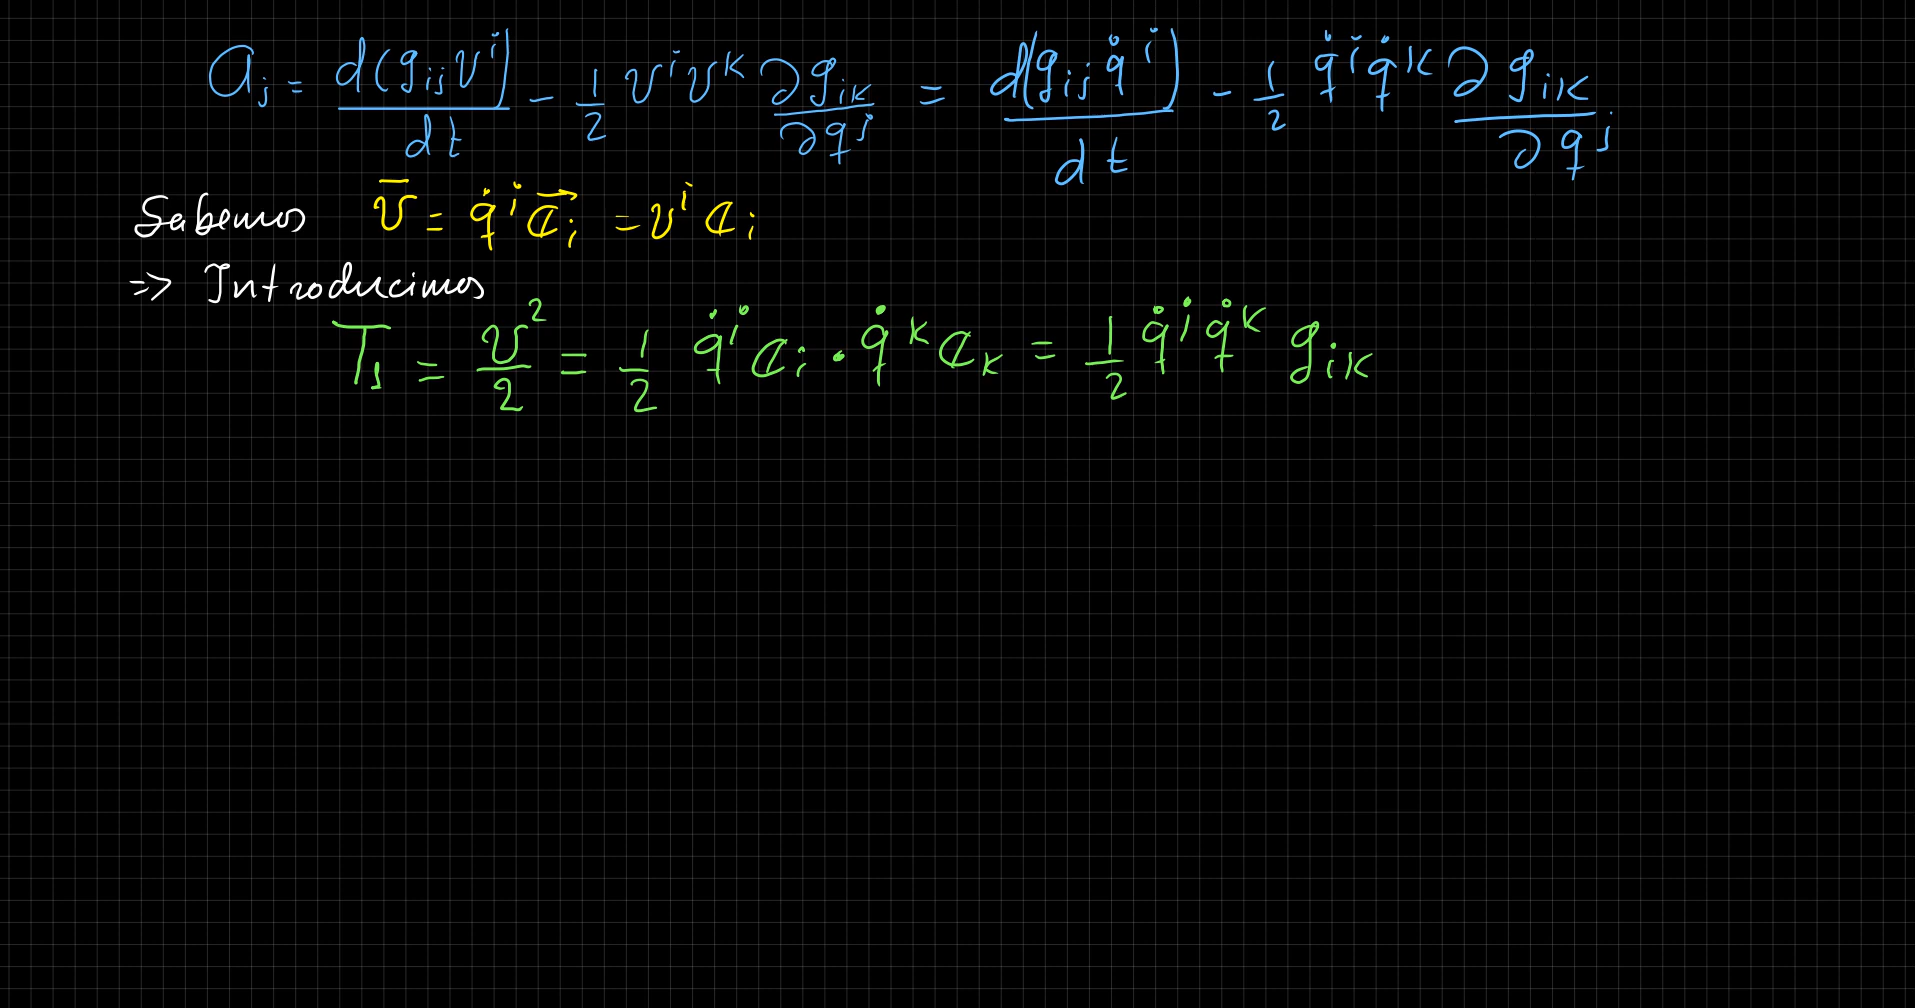 a_j = d(g_ij v^i)/dt - 1/2 v^i v^k ∂g_ik/∂q^j = d(g_ij q̇^i)/dt - 1/2 q̇^i q̇^k ∂g_ik/∂q^j
Sabemos v̄ = q̇^i e⃗_i = v^i e_i
=> Introducimos
T_1 = v^2/2 = 1/2 q̇^i e_i · q̇^k e_k = 1/2 q̇^i q̇^k g_ik